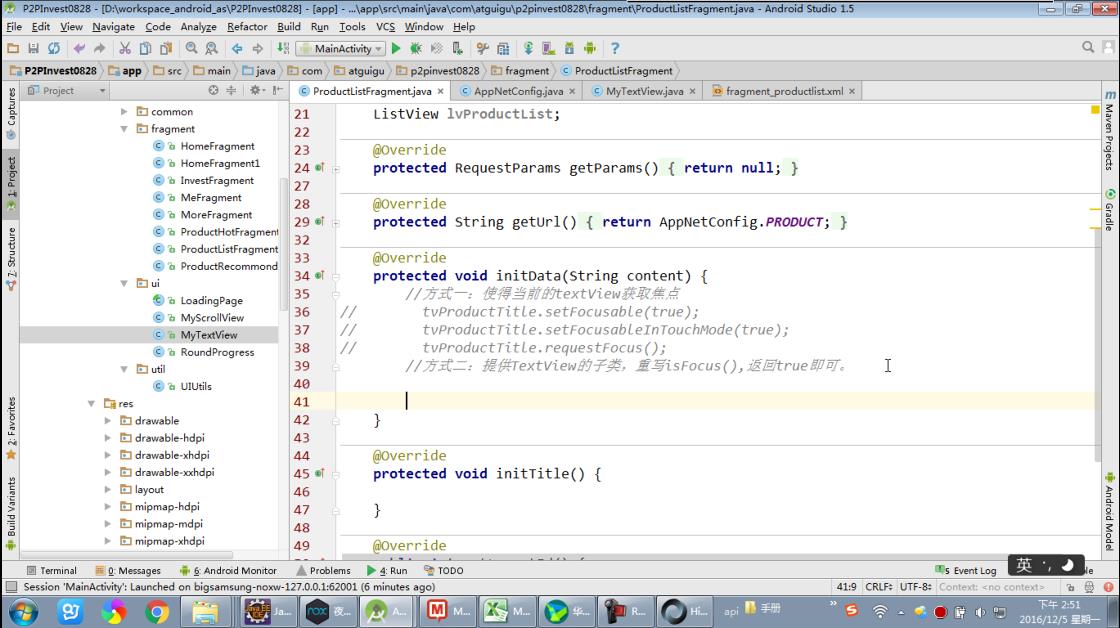 P2PInvest0828 - [D:\workspace_android_as\P2PInvest0828] - [app] - ...\app\src\main\java\com\atguigu\p2pinvest0828\fragment\ProductListFragment.java - Android Studio 1.5
File Edit View Navigate Code Analyze Refactor Build Run Tools VCS Window Help
MainActivity
P2PInvest0828 app src main java com atguigu p2pinvest0828 fragment ProductListFragment
Project
ProductListFragment.java AppNetConfig.java MyTextView.java fragment_productlist.xml
Captures
1: Project
7: Structure
2: Favorites
Build Variants
common
fragment
HomeFragment
HomeFragment1
InvestFragment
MeFragment
MoreFragment
ProductHotFragment
ProductListFragment
ProductRecommond
ui
LoadingPage
MyScrollView
MyTextView
RoundProgress
util
UIUtils
res
drawable
drawable-hdpi
drawable-xhdpi
drawable-xxhdpi
layout
mipmap-hdpi
mipmap-mdpi
mipmap-xhdpi
21 ListView lvProductList;
22
23 @Override
24 protected RequestParams getParams() { return null; }
27
28 @Override
29 protected String getUrl() { return AppNetConfig.PRODUCT; }
32
33 @Override
34 protected void initData(String content) {
35 //方式一：使得当前的textView获取焦点
36 // tvProductTitle.setFocusable(true);
37 // tvProductTitle.setFocusableInTouchMode(true);
38 // tvProductTitle.requestFocus();
39 //方式二：提供TextView的子类，重写isFocus(),返回true即可。
40
41
42 }
43
44 @Override
45 protected void initTitle() {
46
47 }
48
49 @Override
Maven Projects
Gradle
Android Model
Terminal 0: Messages 6: Android Monitor Problems 4: Run TODO
5 Event Log
英
Session 'MainActivity': Launched on bigsamsung-noxw-127.0.0.1:62001 (6 minutes ago)
41:9 CRLF÷ UTF-8÷ Context: <no context>
Ja... 夜... A... M... M... 华... R... Hi... api 手册
下午 2:51
2016/12/5 星期一